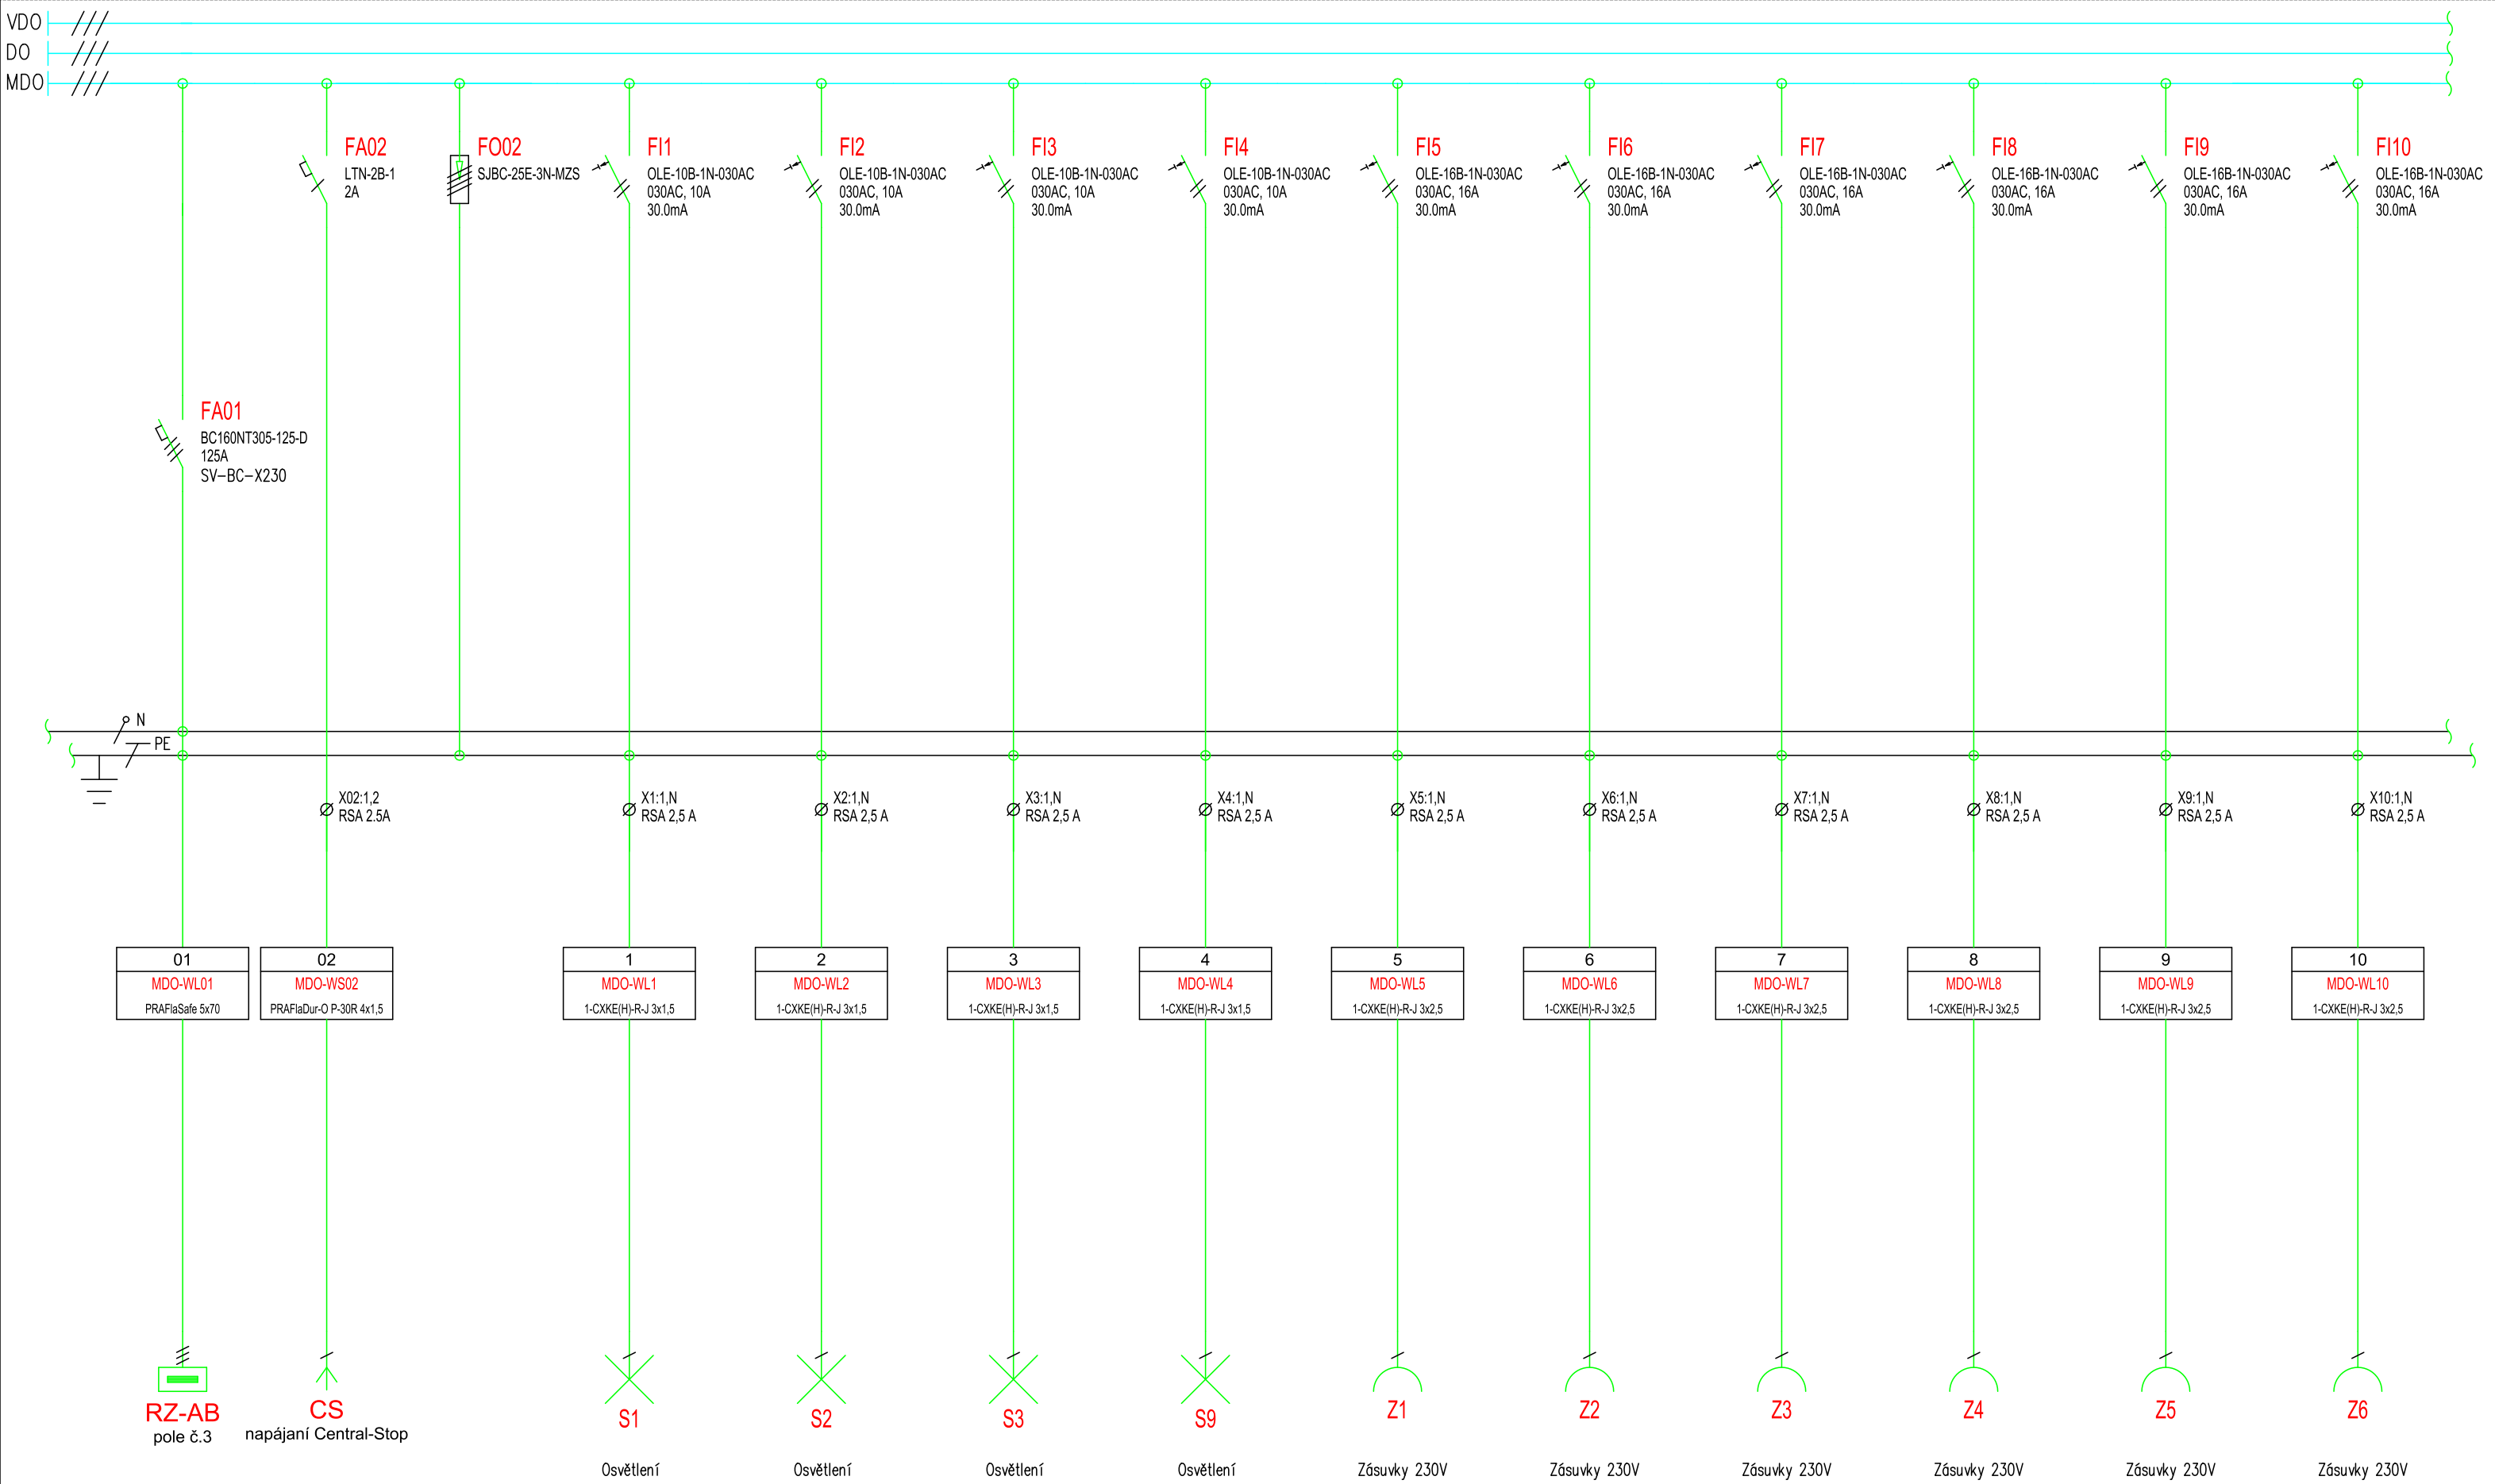 VDO
DO
MDO
FA02
LTN-2B-1
2A
FO02
SJBC-25E-3N-MZS
FI1
OLE-10B-1N-030AC
030AC, 10A
30.0mA
FI2
OLE-10B-1N-030AC
030AC, 10A
30.0mA
FI3
OLE-10B-1N-030AC
030AC, 10A
30.0mA
FI4
OLE-10B-1N-030AC
030AC, 10A
30.0mA
FI5
OLE-16B-1N-030AC
030AC, 16A
30.0mA
FI6
OLE-16B-1N-030AC
030AC, 16A
30.0mA
FI7
OLE-16B-1N-030AC
030AC, 16A
30.0mA
FI8
OLE-16B-1N-030AC
030AC, 16A
30.0mA
FI9
OLE-16B-1N-030AC
030AC, 16A
30.0mA
FI10
OLE-16B-1N-030AC
030AC, 16A
30.0mA
FA01
BC160NT305-125-D
125A
SV-BC-X230
N
PE
X02:1,2
RSA 2.5A
X1:1,N
RSA 2,5 A
X2:1,N
RSA 2,5 A
X3:1,N
RSA 2,5 A
X4:1,N
RSA 2,5 A
X5:1,N
RSA 2,5 A
X6:1,N
RSA 2,5 A
X7:1,N
RSA 2,5 A
X8:1,N
RSA 2,5 A
X9:1,N
RSA 2,5 A
X10:1,N
RSA 2,5 A
01
MDO-WL01
PRAFlaSafe 5x70
02
MDO-WS02
PRAFlaDur-O P-30R 4x1,5
1
MDO-WL1
1-CXKE(H)-R-J 3x1,5
2
MDO-WL2
1-CXKE(H)-R-J 3x1,5
3
MDO-WL3
1-CXKE(H)-R-J 3x1,5
4
MDO-WL4
1-CXKE(H)-R-J 3x1,5
5
MDO-WL5
1-CXKE(H)-R-J 3x2,5
6
MDO-WL6
1-CXKE(H)-R-J 3x2,5
7
MDO-WL7
1-CXKE(H)-R-J 3x2,5
8
MDO-WL8
1-CXKE(H)-R-J 3x2,5
9
MDO-WL9
1-CXKE(H)-R-J 3x2,5
10
MDO-WL10
1-CXKE(H)-R-J 3x2,5
RZ-AB
pole č.3
CS
napájaní Central-Stop
S1
Osvětlení
S2
Osvětlení
S3
Osvětlení
S9
Osvětlení
Z1
Zásuvky 230V
Z2
Zásuvky 230V
Z3
Zásuvky 230V
Z4
Zásuvky 230V
Z5
Zásuvky 230V
Z6
Zásuvky 230V